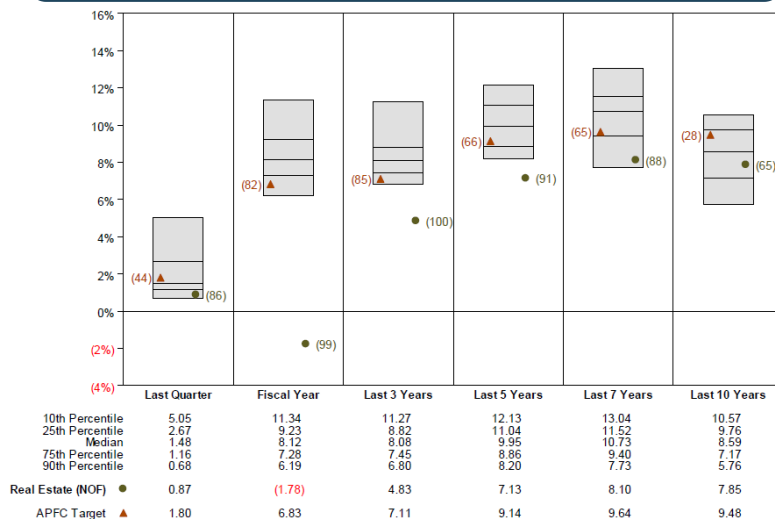 16%
14%
12%
10%
8%
6%
4%
2%
0%
(2%)
(4%)
(44)
(86)
(82)
(99)
(85)
(100)
(66)
(91)
(65)
(88)
(28)
(65)
Last Quarter Fiscal Year Last 3 Years Last 5 Years Last 7 Years Last 10 Years
10th Percentile 5.05 11.34 11.27 12.13 13.04 10.57
25th Percentile 2.67 9.23 8.82 11.04 11.52 9.76
Median 1.48 8.12 8.08 9.95 10.73 8.59
75th Percentile 1.16 7.28 7.45 8.86 9.40 7.17
90th Percentile 0.68 6.19 6.80 8.20 7.73 5.76
Real Estate (NOF) 0.87 (1.78) 4.83 7.13 8.10 7.85
APFC Target 1.80 6.83 7.11 9.14 9.64 9.48